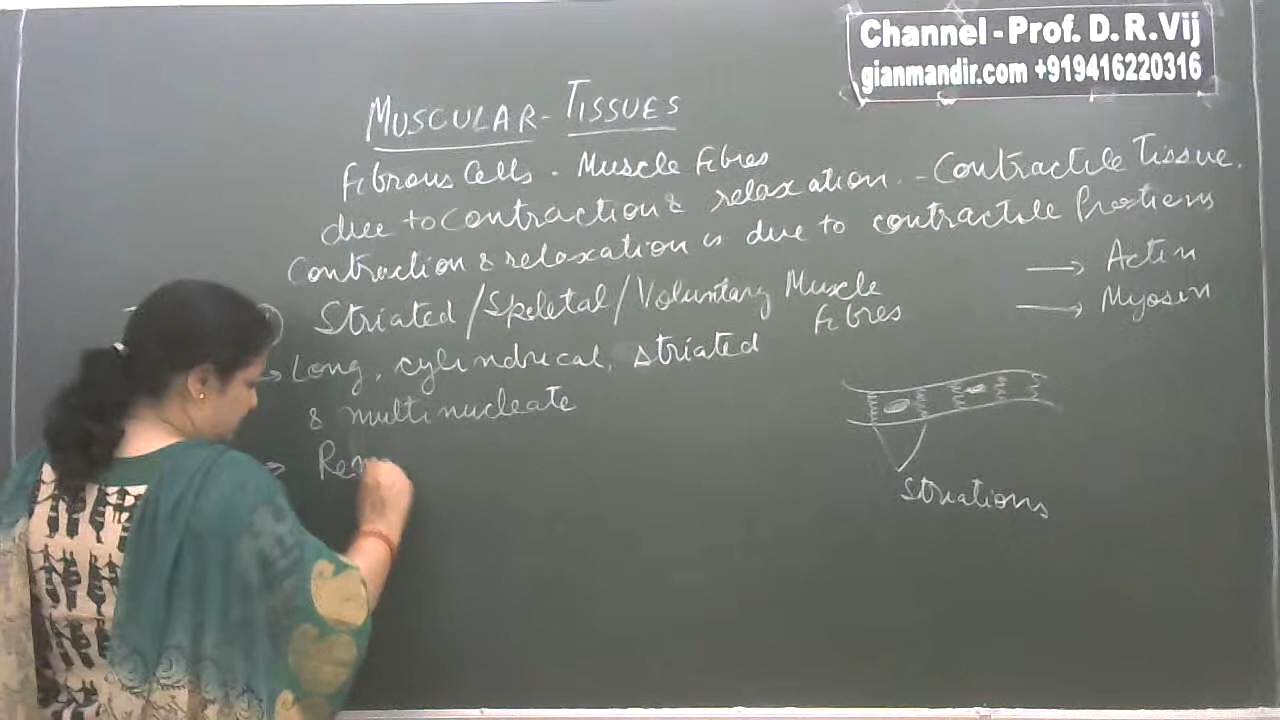 Channel - Prof. D. R. Vij
gianmandir.com +919416220316
MUSCULAR - TISSUES
Fibrous Cells - Muscle Fibres
due to contraction & relaxation. - Contractile Tissue.
Contraction & relaxation is due to contractile Proteins
→ Actin
→ Myosin
Striated / Skeletal / Voluntary Muscle
Fibres
→ Long, cylindrical, striated
& multinucleate
→ Rem
Striations